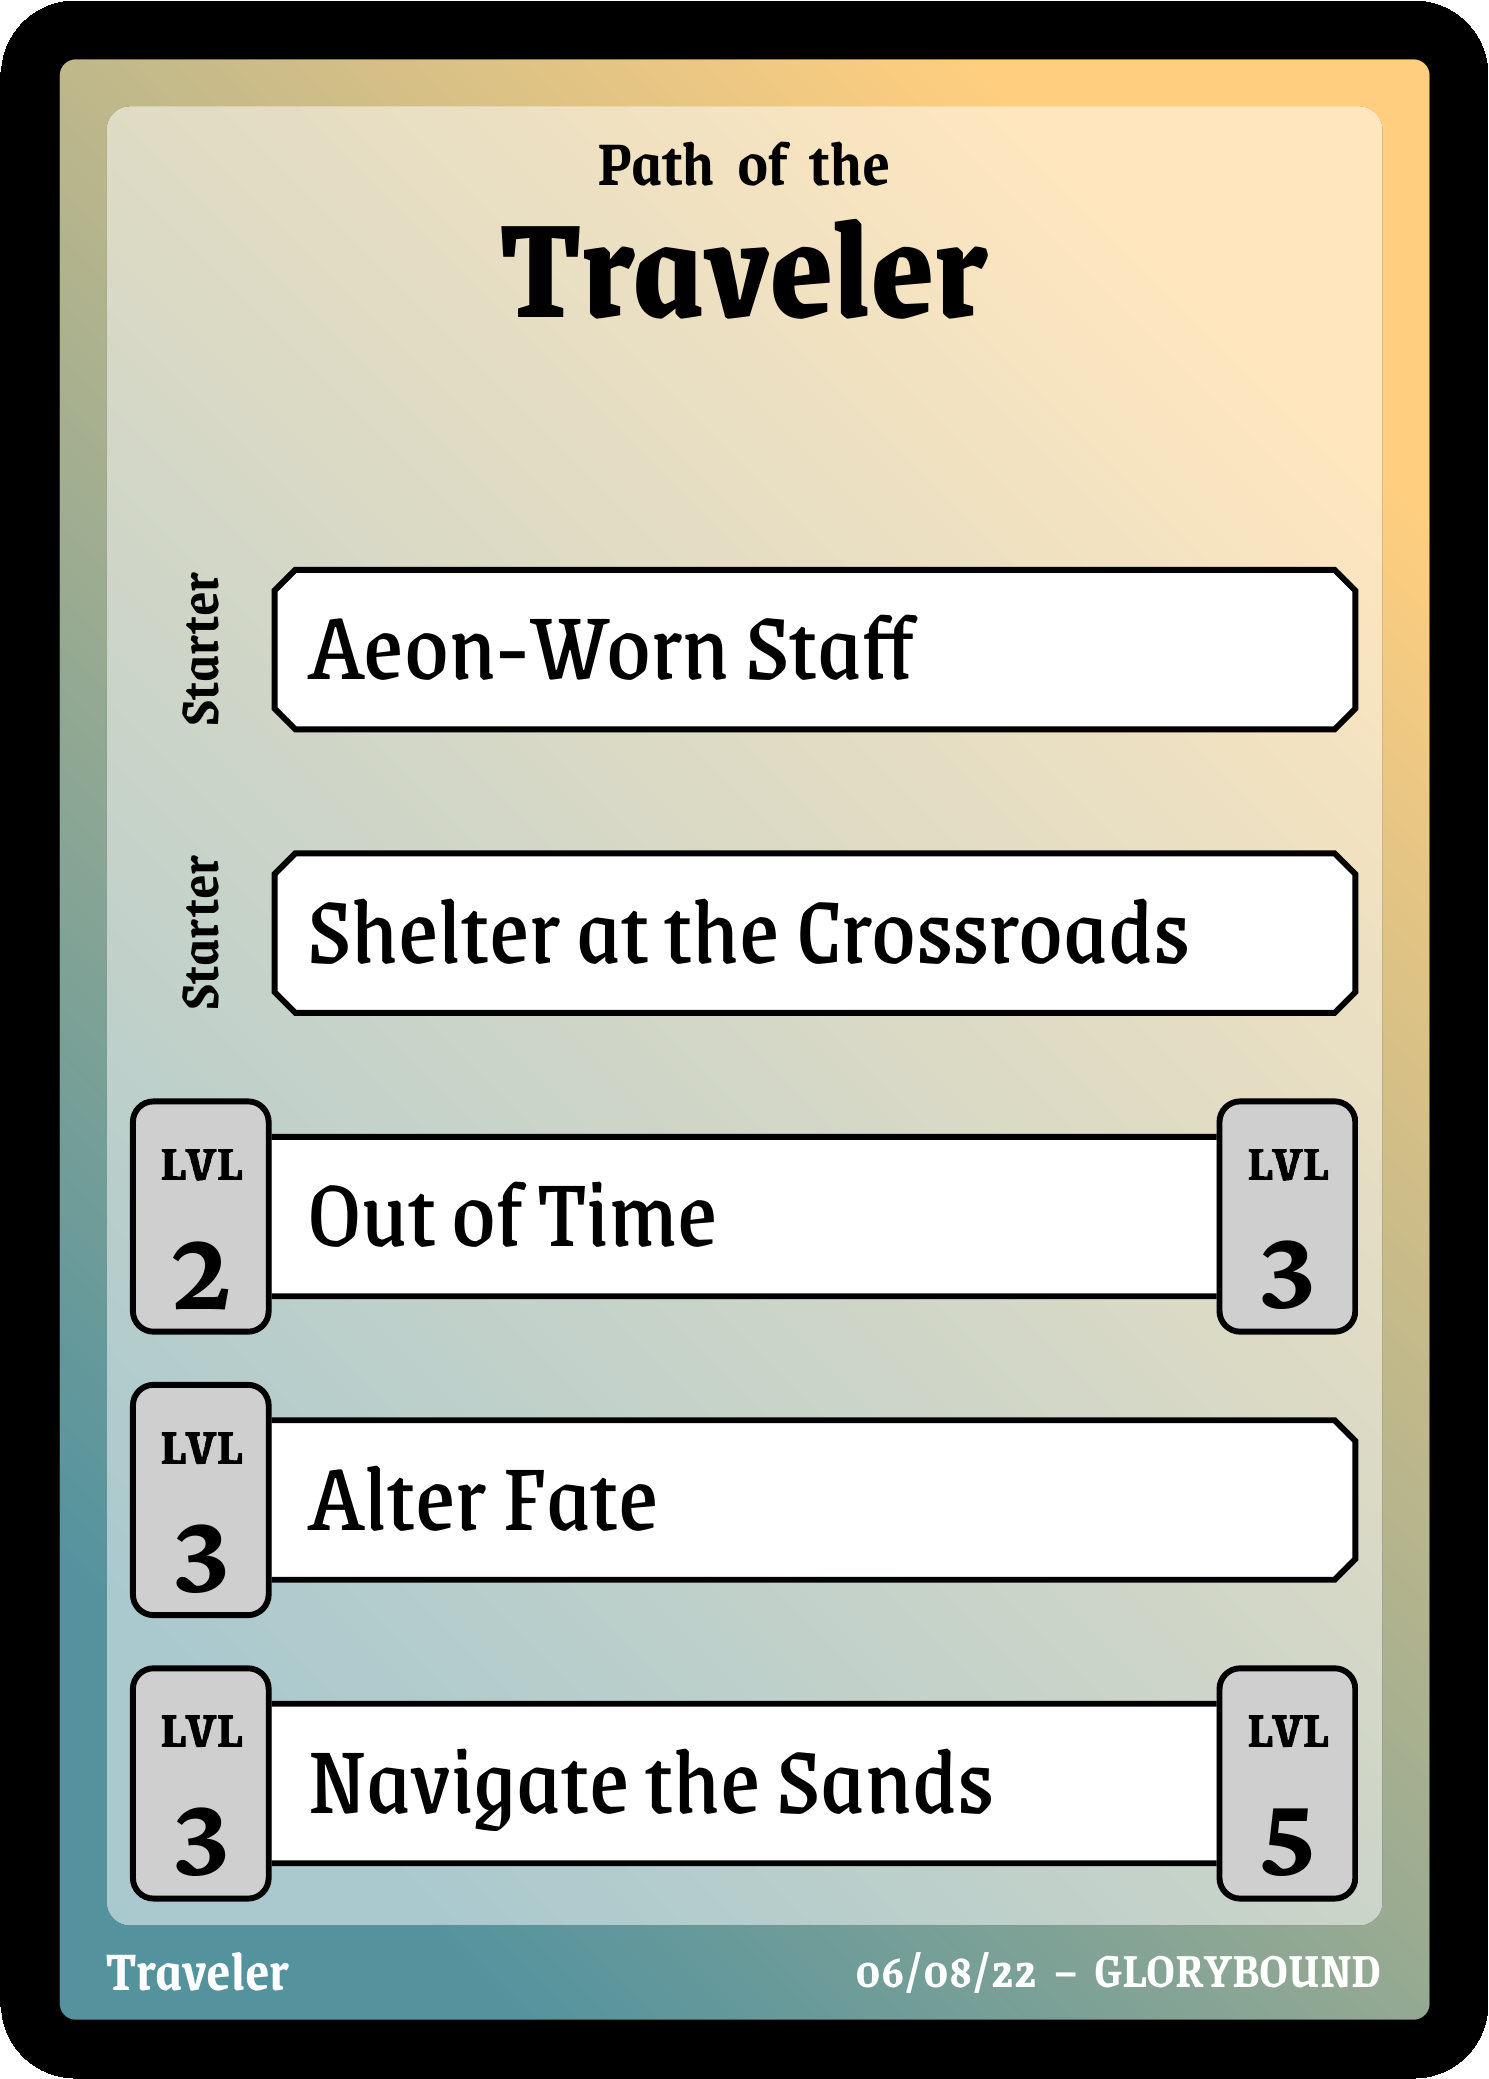 Path of the
Traveler
Starter
Aeon-Worn Staff
Starter
Shelter at the Crossroads
LVL
2
Out of Time
LVL
3
LVL
3
Alter Fate
LVL
3
Navigate the Sands
LVL
5
Traveler
06/08/22 – GLORYBOUND